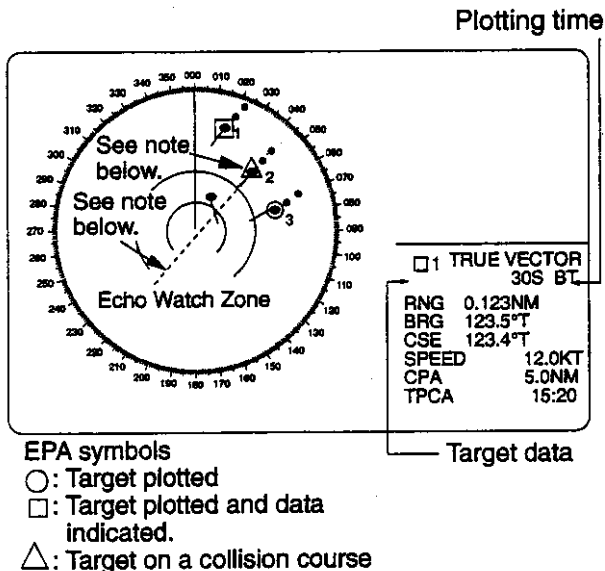 Plotting time
000
010
020
030
040
050
060
070
080
090
100
110
120
130
140
150
160
170
180
190
200
210
220
230
240
250
260
270
280
290
300
310
320
330
340
350
See note
below.
See note
below.
1
2
3
Echo Watch Zone
1 TRUE VECTOR
30S BT
RNG 0.123NM
BRG 123.5°T
CSE 123.4°T
SPEED 12.0KT
CPA 5.0NM
TPCA 15:20
Target data
EPA symbols
○: Target plotted
□: Target plotted and data
indicated.
△: Target on a collision course